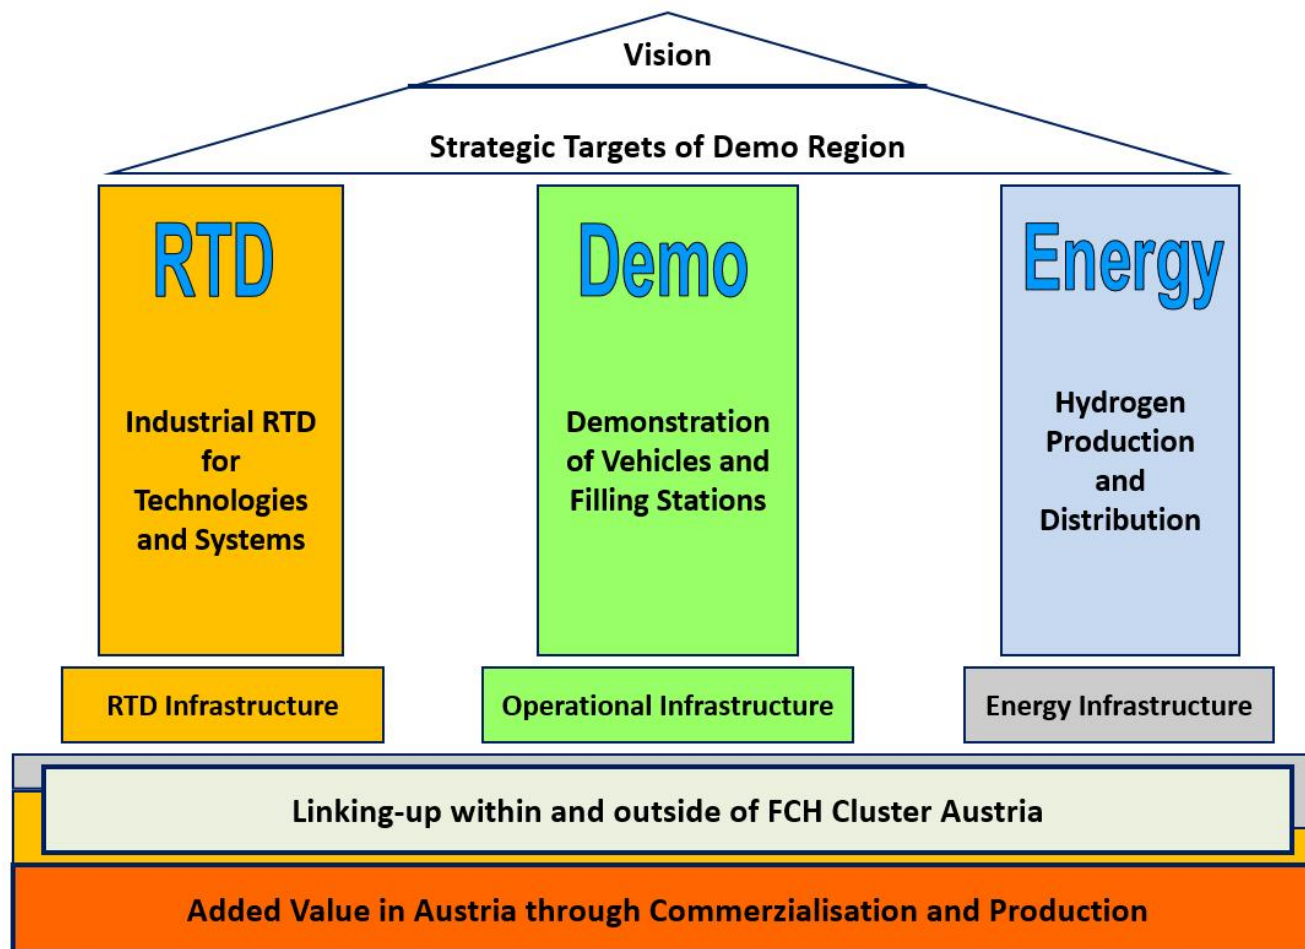 Vision
Strategic Targets of Demo Region
RTD
Industrial RTD
for
Technologies
and Systems
RTD Infrastructure
Demo
Demonstration
of Vehicles and
Filling Stations
Operational Infrastructure
Energy
Hydrogen
Production
and
Distribution
Energy Infrastructure
Linking-up within and outside of FCH Cluster Austria
Added Value in Austria through Commerzialisation and Production